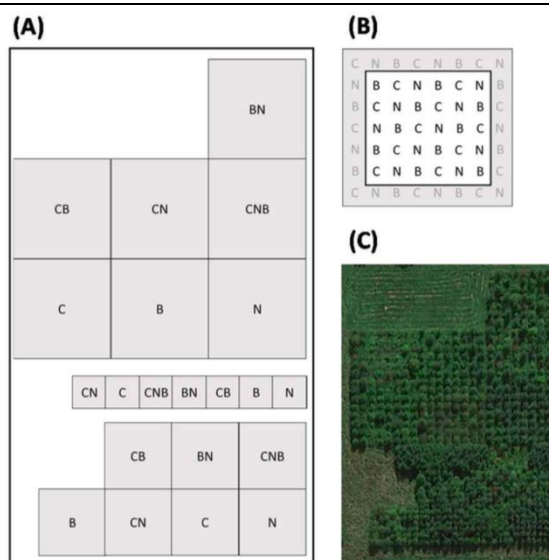 (A)
BN
CB CN CNB
C B N
CN C CNB BN CB B N
CB BN CNB
B CN C N
(B)
C N B C N B C N
N B C N B C N B
B C N B C N B C
C N B C N B C N
N B C N B C N B
B C N B C N B C
C N B C N B C N
(C)